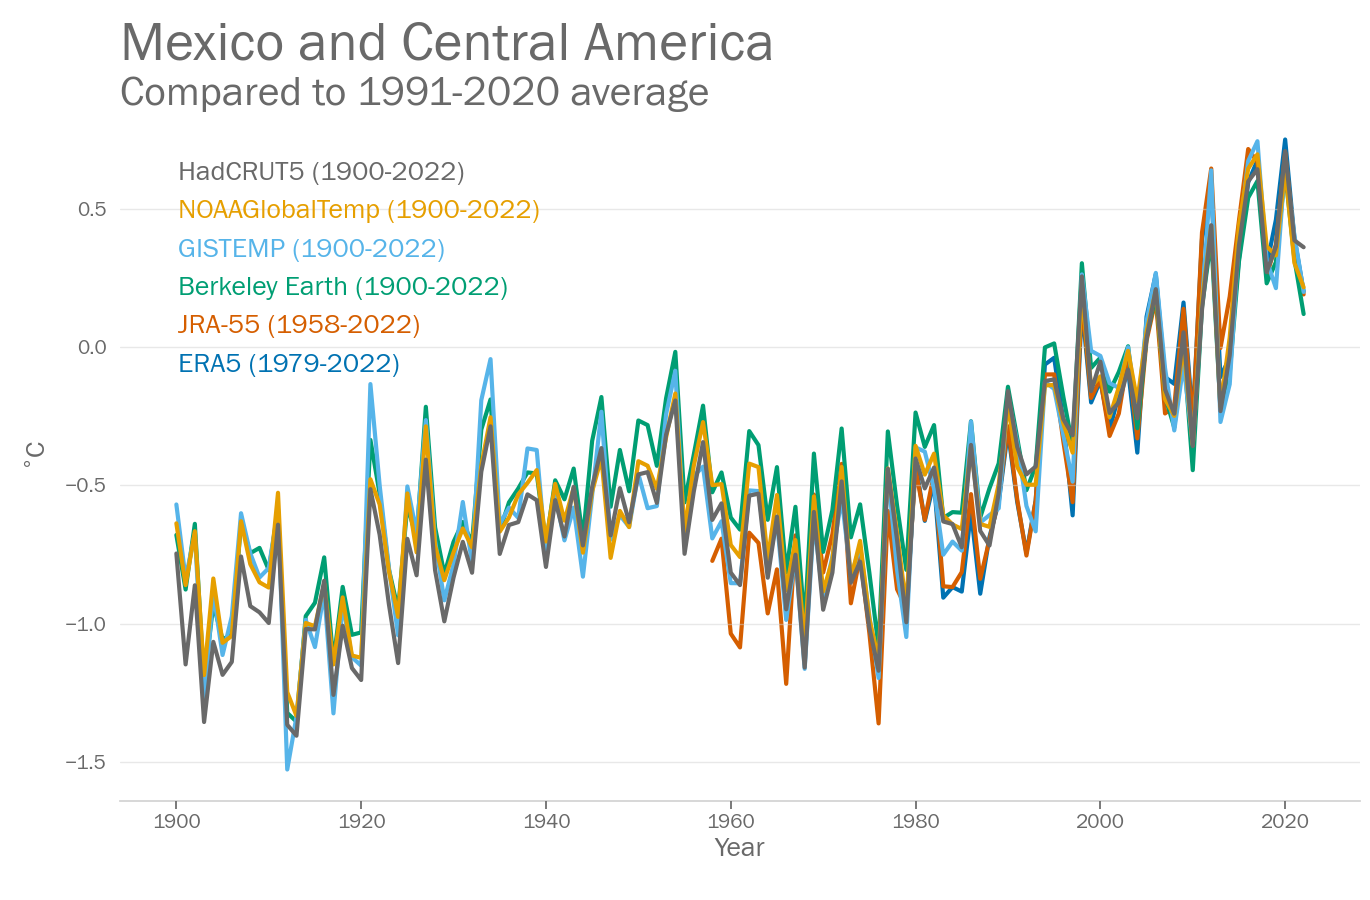 Mexico and Central America
Compared to 1991-2020 average
HadCRUT5 (1900-2022)
NOAAGlobalTemp (1900-2022)
GISTEMP (1900-2022)
Berkeley Earth (1900-2022)
JRA-55 (1958-2022)
ERA5 (1979-2022)
0.5
0.0
−0.5
−1.0
−1.5
°C
1900 1920 1940 1960 1980 2000 2020
Year